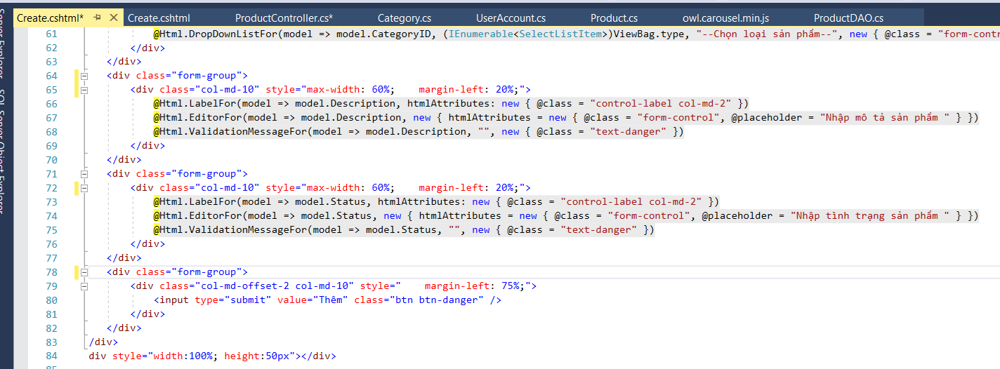 Create.cshtml* Create.cshtml ProductController.cs* Category.cs UserAccount.cs Product.cs owl.carousel.min.js ProductDAO.cs
Server Explorer
SQL Server Object Explorer
61 @Html.DropDownListFor(model => model.CategoryID, (IEnumerable<SelectListItem>)ViewBag.type, "--Chọn loại sản phẩm--", new { @class = "form-contr
62 </div>
63 </div>
64 <div class="form-group">
65 <div class="col-md-10" style="max-width: 60%;    margin-left: 20%;">
66 @Html.LabelFor(model => model.Description, htmlAttributes: new { @class = "control-label col-md-2" })
67 @Html.EditorFor(model => model.Description, new { htmlAttributes = new { @class = "form-control", @placeholder = "Nhập mô tả sản phẩm " } })
68 @Html.ValidationMessageFor(model => model.Description, "", new { @class = "text-danger" })
69 </div>
70 </div>
71 <div class="form-group">
72 <div class="col-md-10" style="max-width: 60%;    margin-left: 20%;">
73 @Html.LabelFor(model => model.Status, htmlAttributes: new { @class = "control-label col-md-2" })
74 @Html.EditorFor(model => model.Status, new { htmlAttributes = new { @class = "form-control", @placeholder = "Nhập tình trạng sản phẩm " } })
75 @Html.ValidationMessageFor(model => model.Status, "", new { @class = "text-danger" })
76 </div>
77 </div>
78 <div class="form-group">
79 <div class="col-md-offset-2 col-md-10" style="    margin-left: 75%;">
80 <input type="submit" value="Thêm" class="btn btn-danger" />
81 </div>
82 </div>
83 /div>
84 div style="width:100%; height:50px"></div>